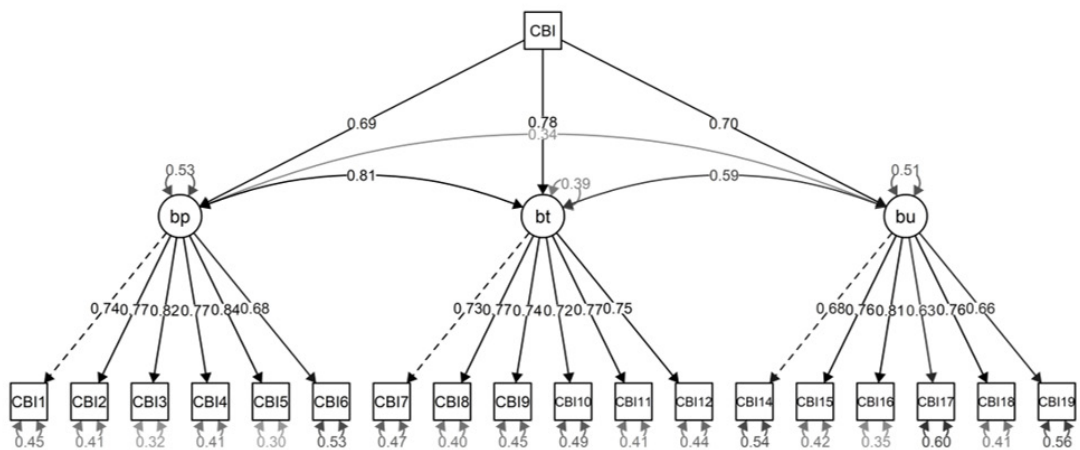 CBI
0.69 0.78 0.70
0.34
0.53 0.81 0.39 0.59 0.51
bp bt bu
0.74 0.77 0.82 0.77 0.84 0.68 0.73 0.77 0.74 0.72 0.77 0.75 0.68 0.76 0.81 0.63 0.76 0.66
CBI1 CBI2 CBI3 CBI4 CBI5 CBI6 CBI7 CBI8 CBI9 CBI10 CBI11 CBI12 CBI14 CBI15 CBI16 CBI17 CBI18 CBI19
0.45 0.41 0.32 0.41 0.30 0.53 0.47 0.40 0.45 0.49 0.41 0.44 0.54 0.42 0.35 0.60 0.41 0.56